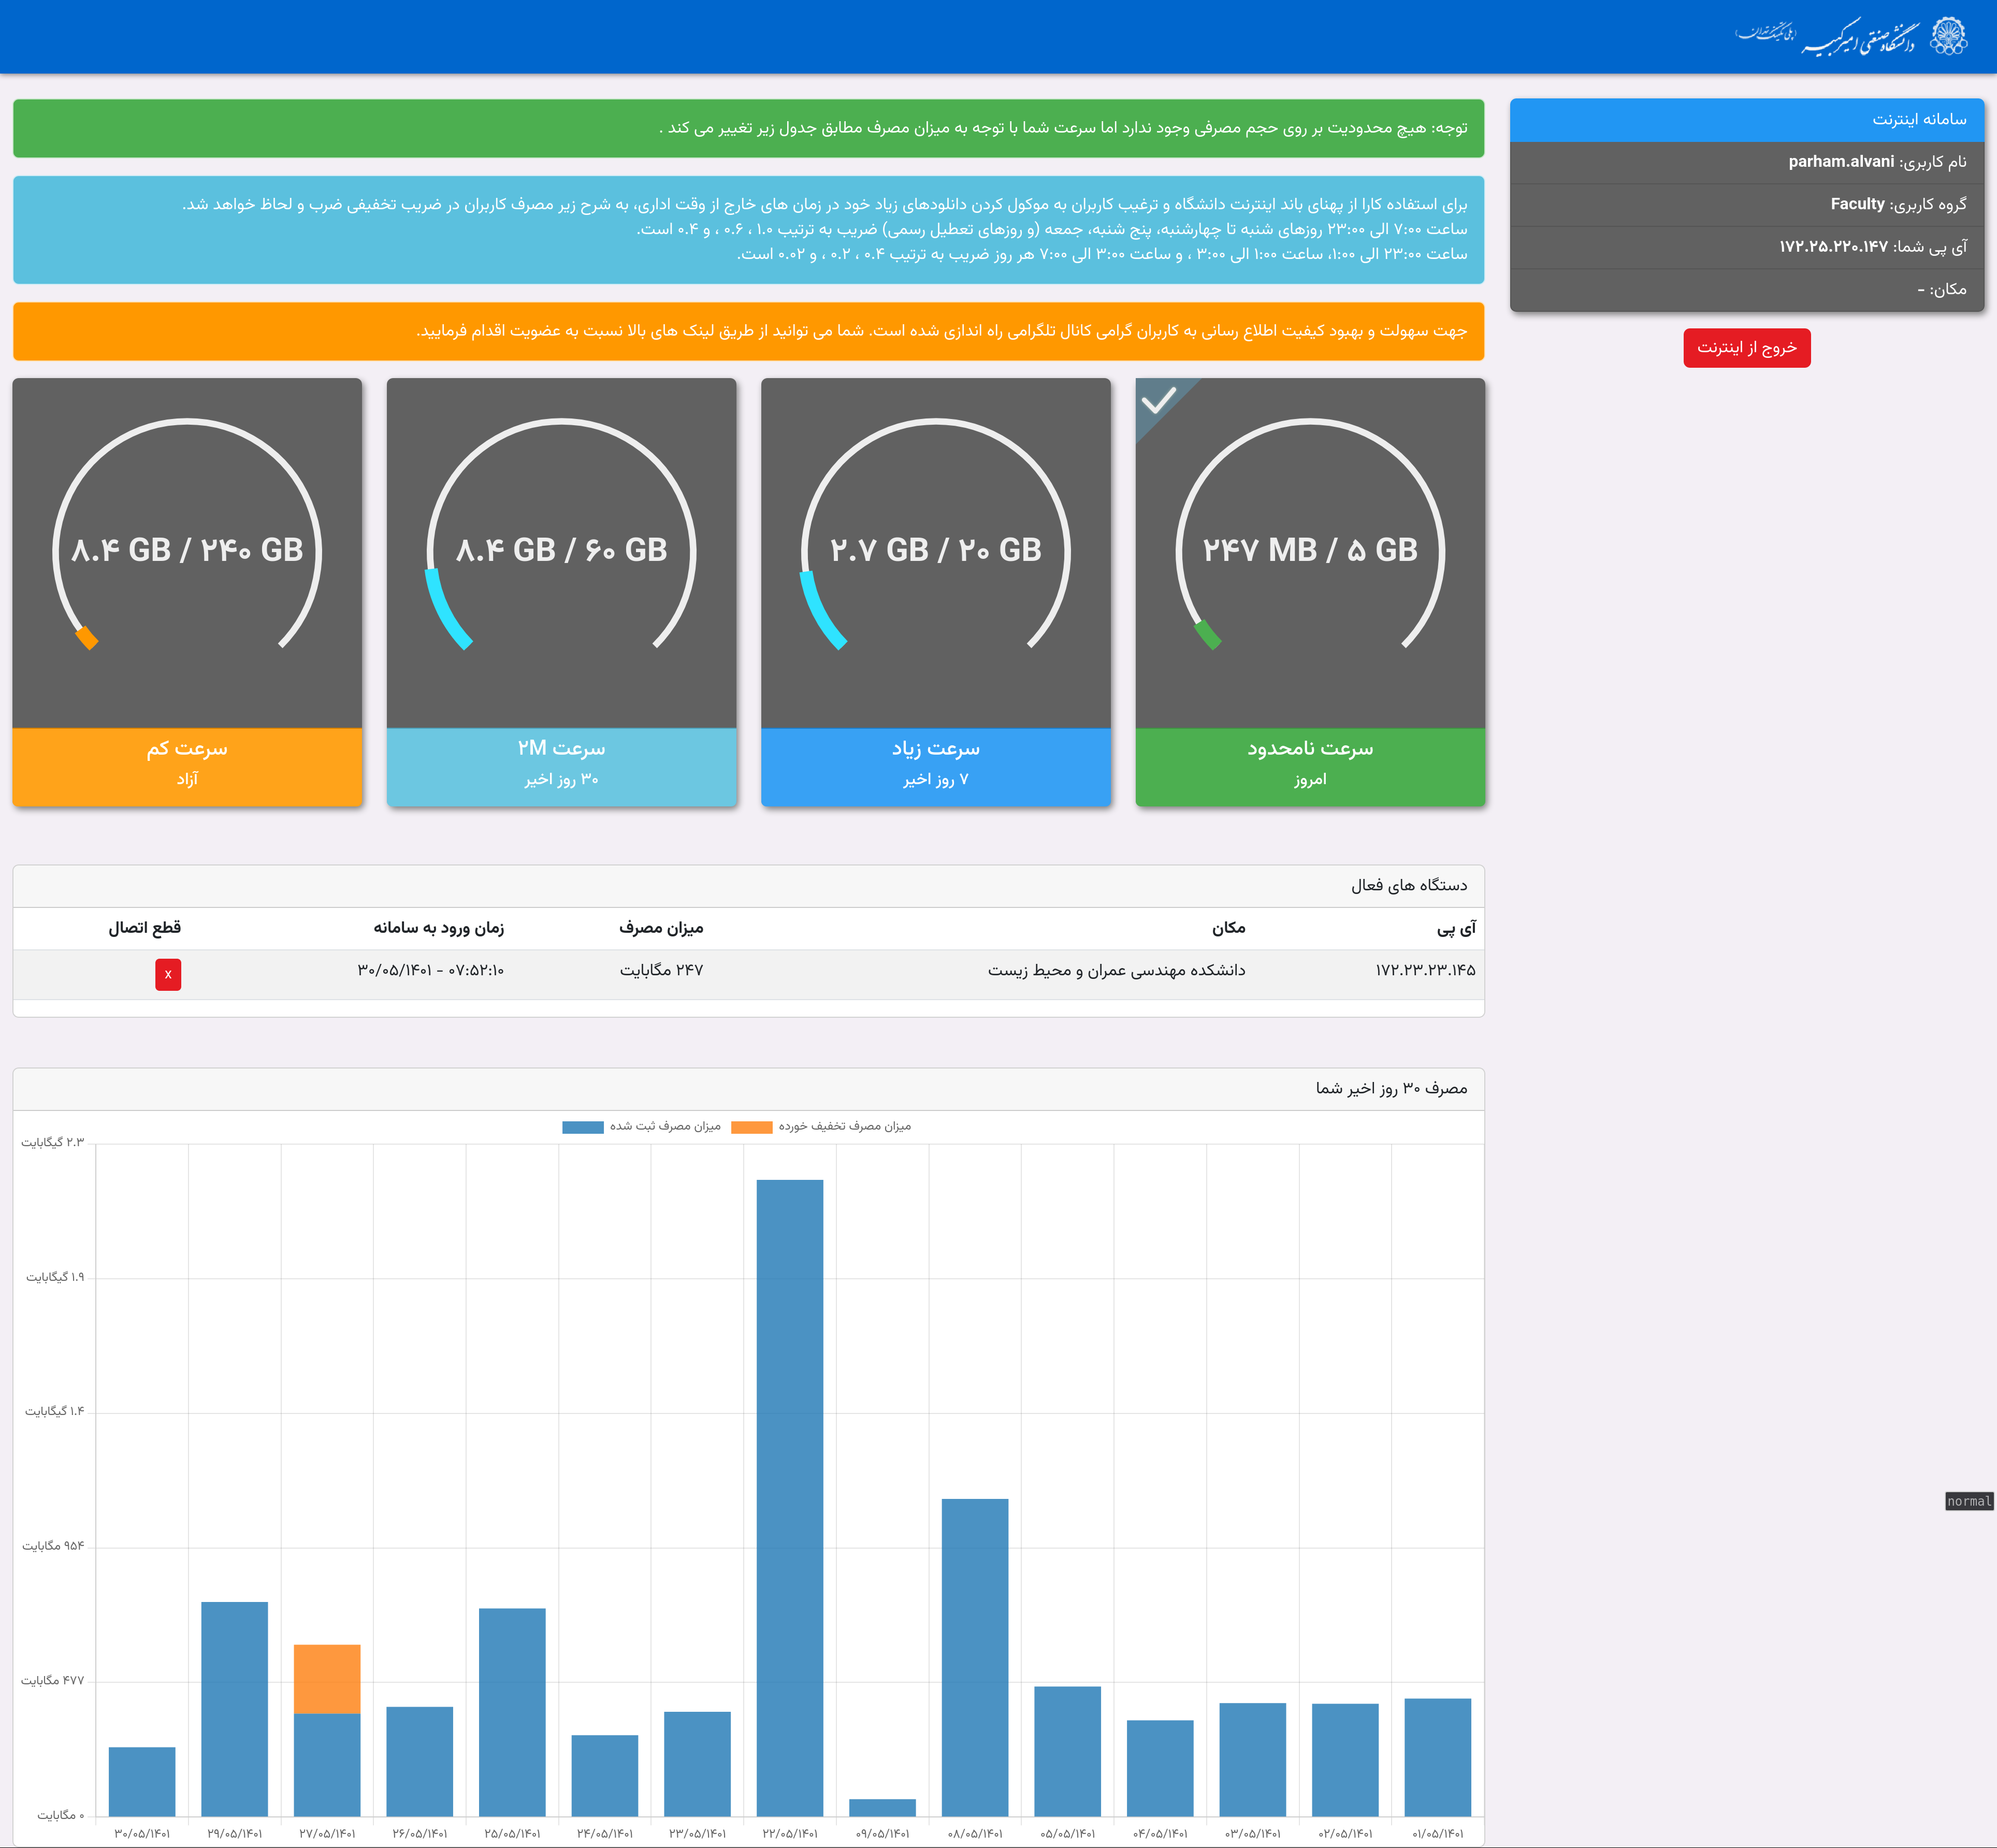 دانشگاه صنعتی امیرکبیر
(پلی تکنیک تهران)
سامانه اینترنت
نام کاربری: parham.alvani
گروه کاربری: Faculty
آی پی شما: ۱۷۲.۲۵.۲۲۰.۱۴۷
مکان: -
خروج از اینترنت
توجه: هیچ محدودیت بر روی حجم مصرفی وجود ندارد اما سرعت شما با توجه به میزان مصرف مطابق جدول زیر تغییر می کند .
برای استفاده کارا از پهنای باند اینترنت دانشگاه و ترغیب کاربران به موکول کردن دانلودهای زیاد خود در زمان های خارج از وقت اداری، به شرح زیر مصرف کاربران در ضریب تخفیفی ضرب و لحاظ خواهد شد.
ساعت ۷:۰۰ الی ۲۳:۰۰ روزهای شنبه تا چهارشنبه، پنج شنبه، جمعه (و روزهای تعطیل رسمی) ضریب به ترتیب ۱.۰ ، ۰.۶ ، و ۰.۴ است.
ساعت ۲۳:۰۰ الی ۱:۰۰، ساعت ۱:۰۰ الی ۳:۰۰ ، و ساعت ۳:۰۰ الی ۷:۰۰ هر روز ضریب به ترتیب ۰.۴ ، ۰.۲ ، و ۰.۰۲ است.
جهت سهولت و بهبود کیفیت اطلاع رسانی به کاربران گرامی کانال تلگرامی راه اندازی شده است. شما می توانید از طریق لینک های بالا نسبت به عضویت اقدام فرمایید.
۲۴۷ MB / ۵ GB
سرعت نامحدود
امروز
۲.۷ GB / ۲۰ GB
سرعت زیاد
۷ روز اخیر
۸.۴ GB / ۶۰ GB
سرعت ۲M
۳۰ روز اخیر
۸.۴ GB / ۲۴۰ GB
سرعت کم
آزاد
دستگاه های فعال
آی پی مکان میزان مصرف زمان ورود به سامانه قطع اتصال
۱۷۲.۲۳.۲۳.۱۴۵ دانشکده مهندسی عمران و محیط زیست ۲۴۷ مگابایت ۳۰/۰۵/۱۴۰۱ - ۰۷:۵۲:۱۰ x
مصرف ۳۰ روز اخیر شما
میزان مصرف تخفیف خورده میزان مصرف ثبت شده
۲.۳ گیگابایت
۱.۹ گیگابایت
۱.۴ گیگابایت
۹۵۴ مگابایت
۴۷۷ مگابایت
۰ مگابایت
۳۰/۰۵/۱۴۰۱ ۲۹/۰۵/۱۴۰۱ ۲۷/۰۵/۱۴۰۱ ۲۶/۰۵/۱۴۰۱ ۲۵/۰۵/۱۴۰۱ ۲۴/۰۵/۱۴۰۱ ۲۳/۰۵/۱۴۰۱ ۲۲/۰۵/۱۴۰۱ ۰۹/۰۵/۱۴۰۱ ۰۸/۰۵/۱۴۰۱ ۰۵/۰۵/۱۴۰۱ ۰۴/۰۵/۱۴۰۱ ۰۳/۰۵/۱۴۰۱ ۰۲/۰۵/۱۴۰۱ ۰۱/۰۵/۱۴۰۱
normal